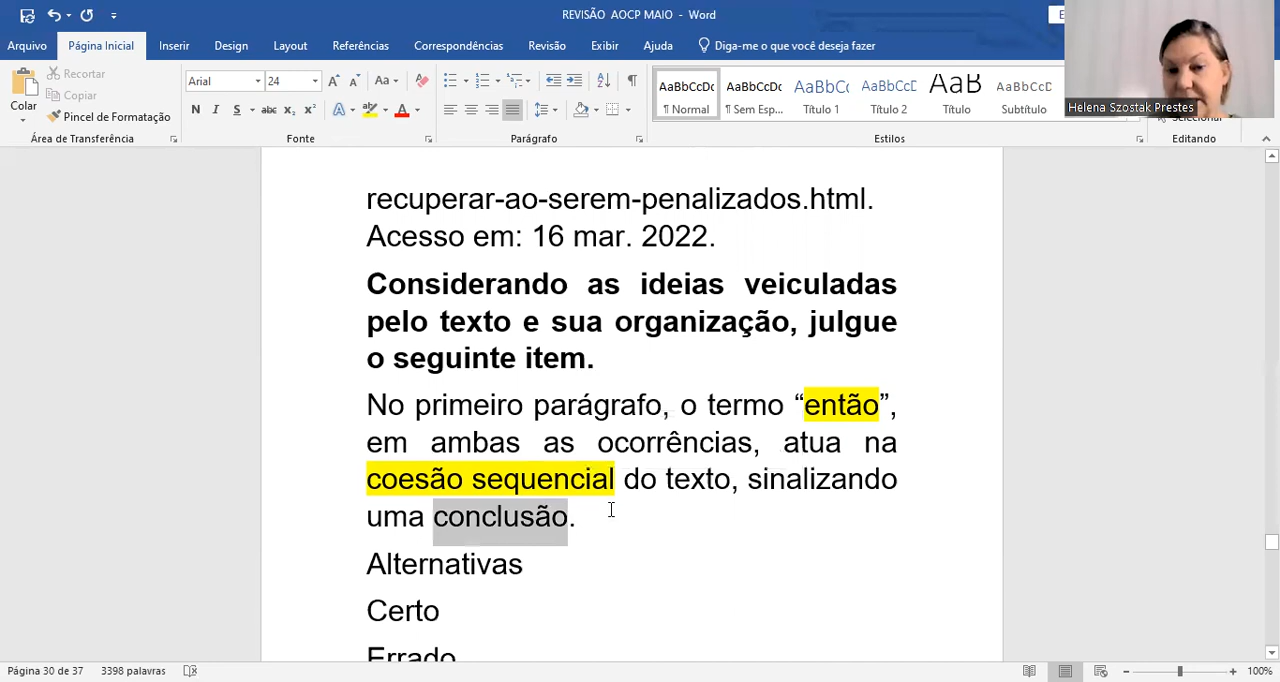 REVISÃO AOCP MAIO - Word
Arquivo Página Inicial Inserir Design Layout Referências Correspondências Revisão Exibir Ajuda Diga-me o que você deseja fazer
Colar
Recortar
Copiar
Pincel de Formatação
Área de Transferência
Arial 24
Aa
N I S abc x₂ x²
Fonte
Parágrafo
AaBbCcDc AaBbCcDc AaBbCc AaBbCcD AaB AaBbCcD
¶ Normal ¶ Sem Esp... Título 1 Título 2 Título Subtítulo
Estilos
Helena Szostak Prestes
Editando
recuperar-ao-serem-penalizados.html.
Acesso em: 16 mar. 2022.
Considerando as ideias veiculadas
pelo texto e sua organização, julgue
o seguinte item.
No primeiro parágrafo, o termo “então”,
em ambas as ocorrências, atua na
coesão sequencial do texto, sinalizando
uma conclusão.
Alternativas
Certo
Errado
Página 30 de 37 3398 palavras
100%